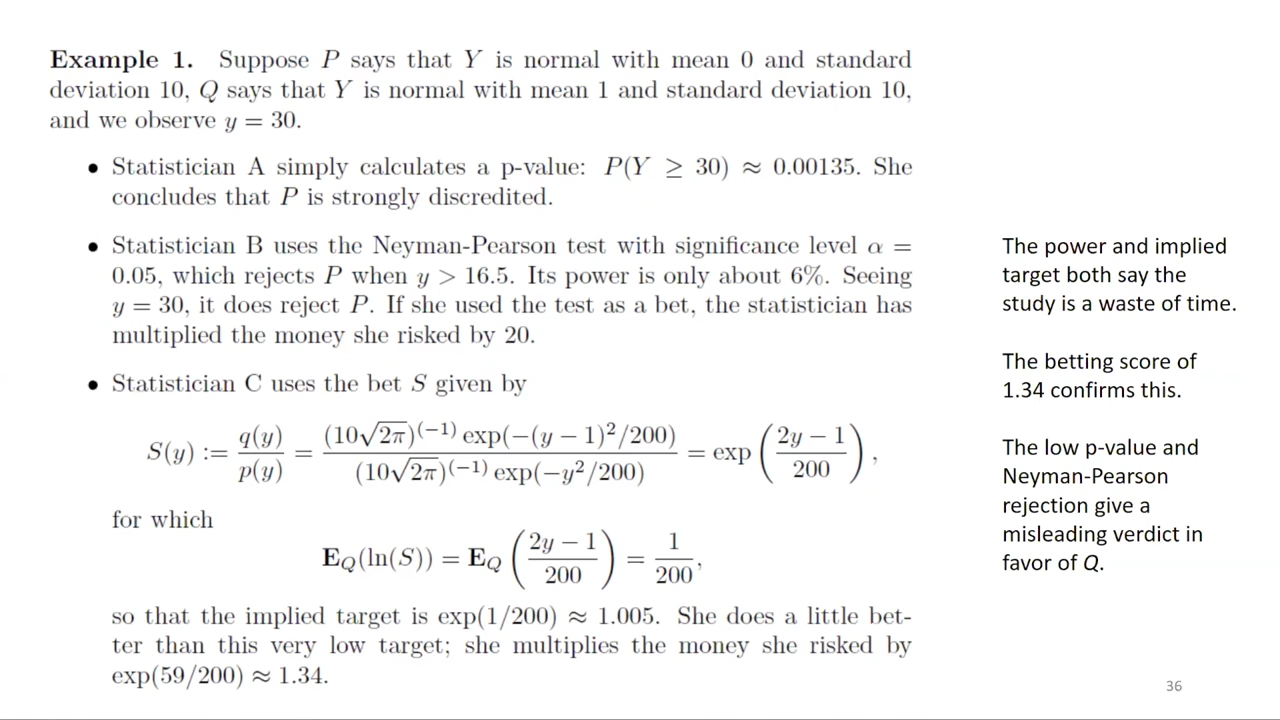 Example 1. Suppose P says that Y is normal with mean 0 and standard
deviation 10, Q says that Y is normal with mean 1 and standard deviation 10,
and we observe y = 30.
• Statistician A simply calculates a p-value: P(Y ≥ 30) ≈ 0.00135. She
concludes that P is strongly discredited.
• Statistician B uses the Neyman-Pearson test with significance level α =
0.05, which rejects P when y > 16.5. Its power is only about 6%. Seeing
y = 30, it does reject P. If she used the test as a bet, the statistician has
multiplied the money she risked by 20.
• Statistician C uses the bet S given by
S(y) := q(y)/p(y) = (10√2π)^(−1) exp(−(y − 1)²/200) / (10√2π)^(−1) exp(−y²/200) = exp((2y − 1)/200),
for which
E_Q(ln(S)) = E_Q((2y − 1)/200) = 1/200,
so that the implied target is exp(1/200) ≈ 1.005. She does a little bet-
ter than this very low target; she multiplies the money she risked by
exp(59/200) ≈ 1.34.
The power and implied
target both say the
study is a waste of time.
The betting score of
1.34 confirms this.
The low p-value and
Neyman-Pearson
rejection give a
misleading verdict in
favor of Q.
36